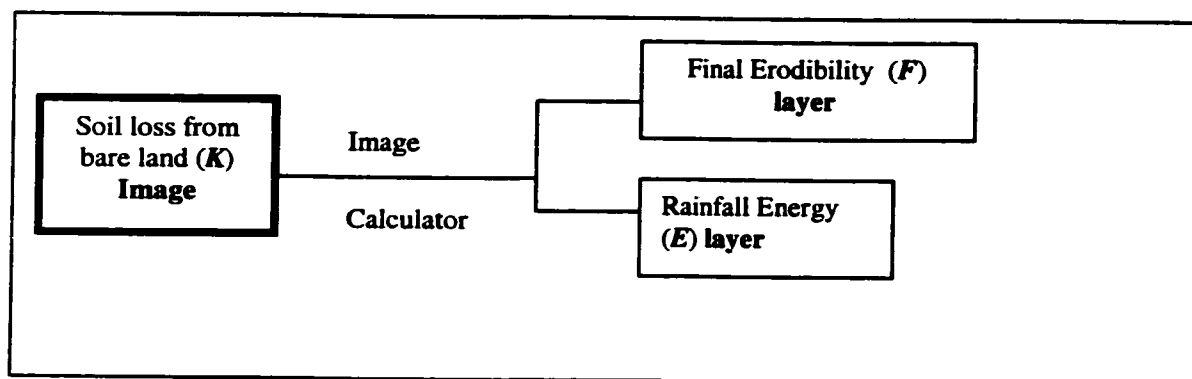 Soil loss from
bare land (K)
Image
Image
Calculator
Final Erodibility (F)
layer
Rainfall Energy
(E) layer